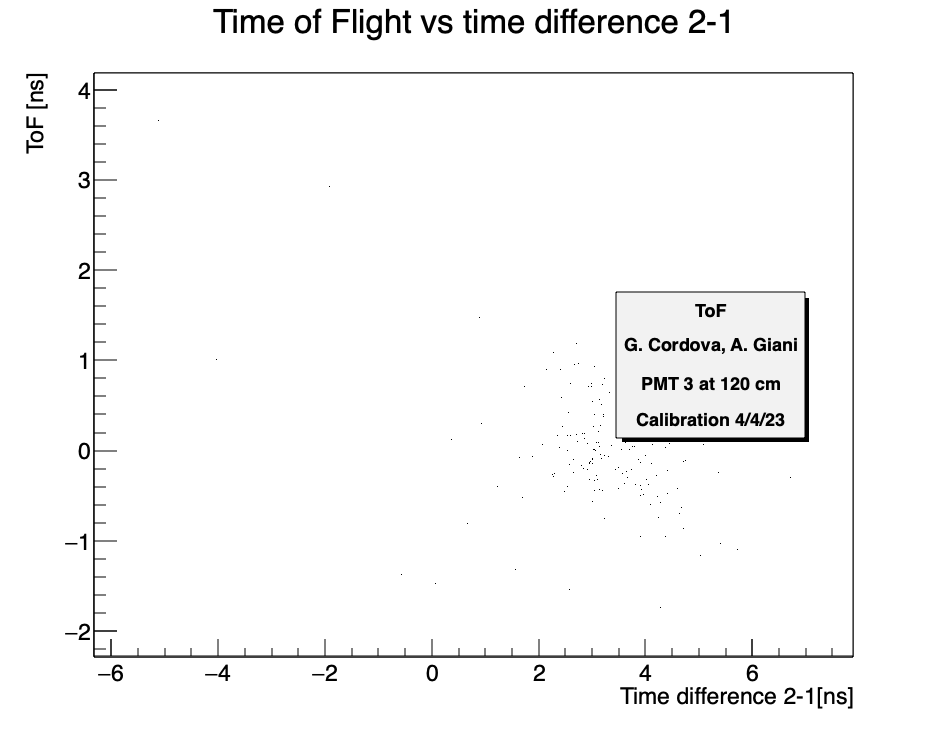 Time of Flight vs time difference 2-1
ToF [ns]
4
3
2
1
0
−1
−2
ToF
G. Cordova, A. Giani
PMT 3 at 120 cm
Calibration 4/4/23
−6 −4 −2 0 2 4 6
Time difference 2-1[ns]